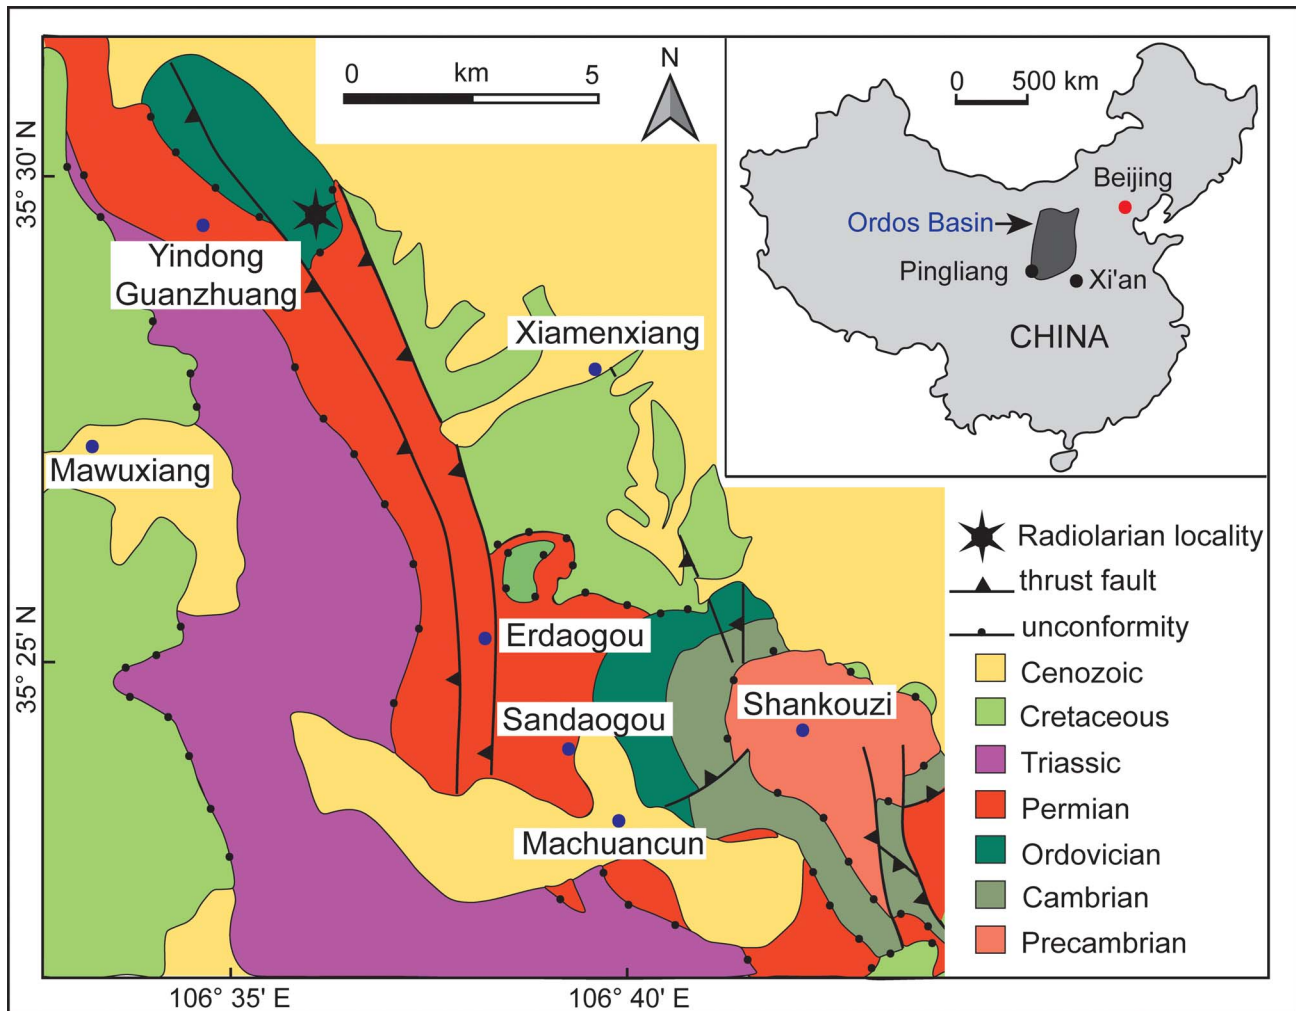 0 km 5
N
0 500 km
Beijing
Ordos Basin
Pingliang
Xi'an
CHINA
35° 30' N
35° 25' N
Yindong
Guanzhuang
Xiamenxiang
Mawuxiang
Erdaogou
Sandaogou
Shankouzi
Machuancun
Radiolarian locality
thrust fault
unconformity
Cenozoic
Cretaceous
Triassic
Permian
Ordovician
Cambrian
Precambrian
106° 35' E
106° 40' E